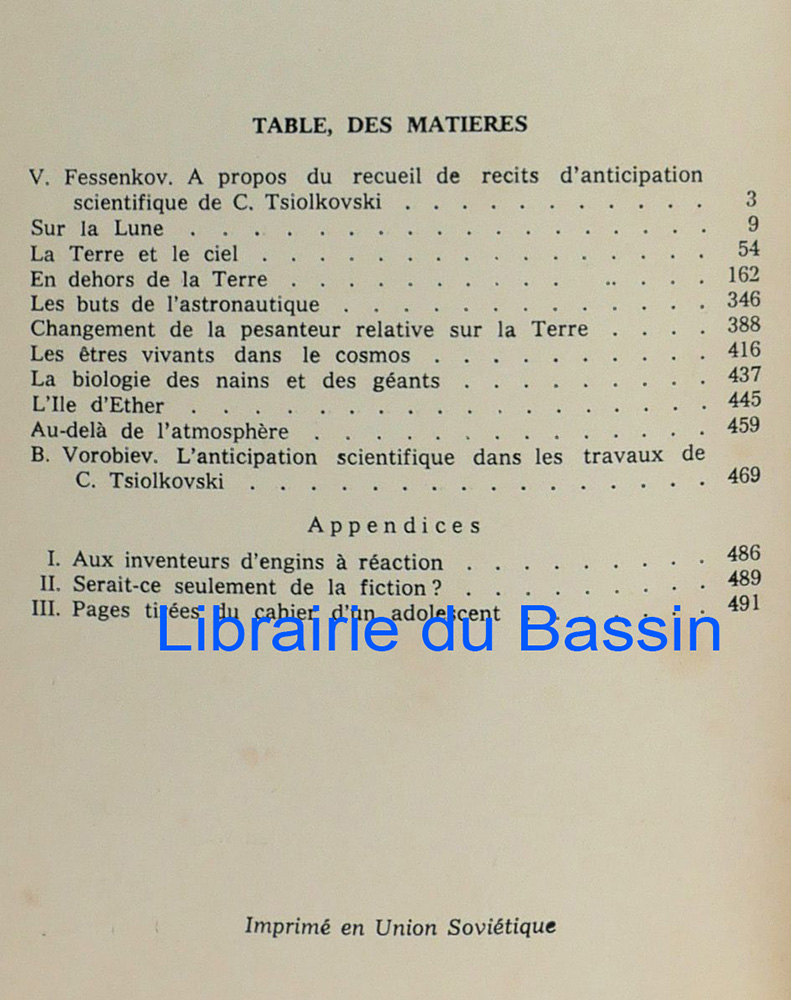 TABLE, DES MATIERES
V. Fessenkov. A propos du recueil de recits d'anticipation
scientifique de C. Tsiolkovski . . . . . . . . . . . 3
Sur la Lune . . . . . . . . . . . . . . . . . 9
La Terre et le ciel . . . . . . . . . . . . . . 54
En dehors de la Terre . . . . . . . . . . . . . 162
Les buts de l'astronautique . . . . . . . . . . . . 346
Changement de la pesanteur relative sur la Terre . . . . 388
Les êtres vivants dans le cosmos . . . . . . . . . . 416
La biologie des nains et des géants . . . . . . . . . 437
L'Ile d'Ether . . . . . . . . . . . . . . . . . 445
Au-delà de l'atmosphère . . . . . . . . . . . . . 459
B. Vorobiev. L'anticipation scientifique dans les travaux de
C. Tsiolkovski . . . . . . . . . . . . . . . 469
Appendices
I. Aux inventeurs d'engins à réaction . . . . . . . . . 486
II. Serait-ce seulement de la fiction ? . . . . . . . . . 489
III. Pages tirées du cahier d'un adolescent . . . . . . . 491
Librairie du Bassin
Imprimé en Union Soviétique